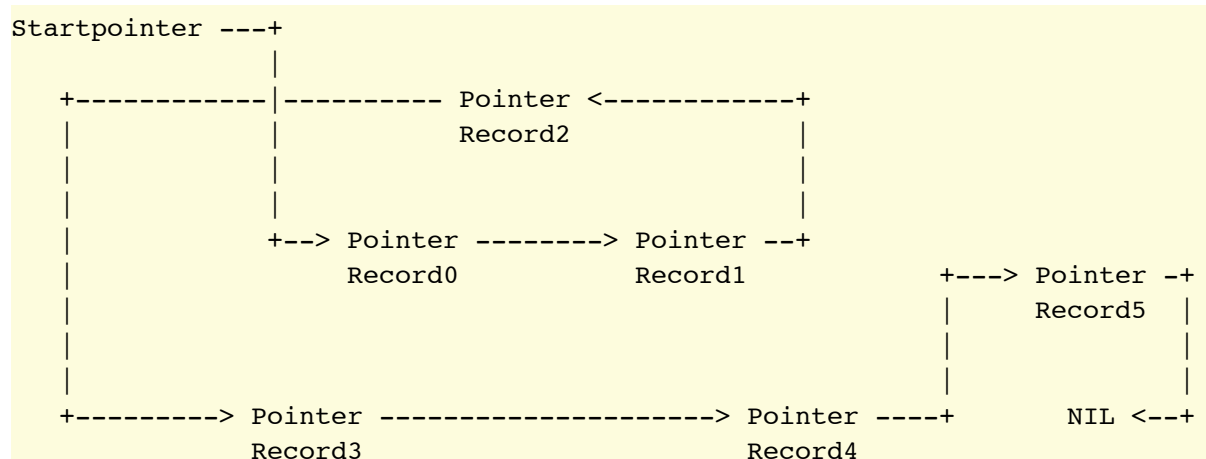 Startpointer ---+
                |
   +------------|---------- Pointer <------------+
   |            |           Record2              |
   |            |                                |
   |            |                                |
   |            +--> Pointer --------> Pointer --+
   |                 Record0           Record1           +---> Pointer -+
   |                                                     |     Record5  |
   |                                                     |              |
   |                                                     |              |
   +---------> Pointer ---------------------> Pointer ----+       NIL <--+
               Record3                        Record4